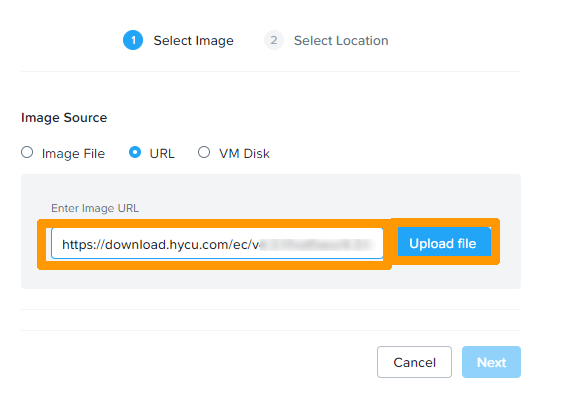 1 Select Image 2 Select Location
Image Source
Image File URL VM Disk
Enter Image URL
https://download.hycu.com/ec/v
Upload file
Cancel Next